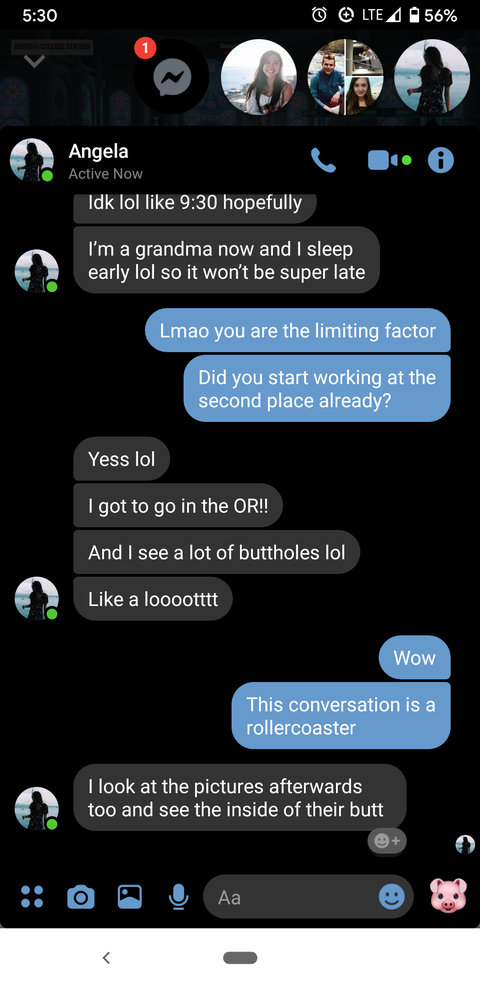 5:30
LTE
56%
1
Angela
Active Now
Idk lol like 9:30 hopefully
I'm a grandma now and I sleep
early lol so it won't be super late
Lmao you are the limiting factor
Did you start working at the
second place already?
Yess lol
I got to go in the OR!!
And I see a lot of buttholes lol
Like a looootttt
Wow
This conversation is a
rollercoaster
I look at the pictures afterwards
too and see the inside of their butt
Aa